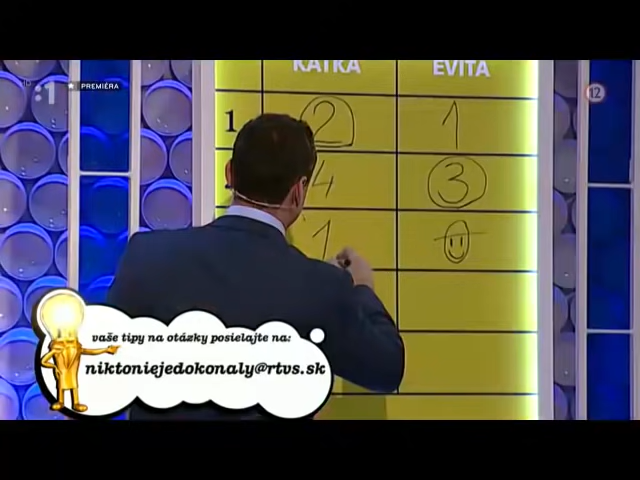 :1 PREMIÉRA
12
KATKA EVITA
1 2 1
4 3
1
vaše tipy na otázky posielajte na:
niktoniejedokonaly@rtvs.sk